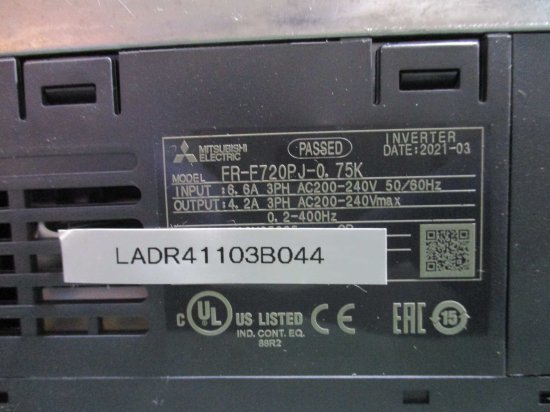 MITSUBISHI
ELECTRIC
PASSED
INVERTER
DATE:2021-03
MODEL FR-F720PJ-0.75K
INPUT :6.6A 3PH AC200-240V 50/60Hz
OUTPUT:4.2A 3PH AC200-240Vmax
0.2-400Hz
LADR41103B044
C UL US LISTED
IND. CONT. EQ.
88R2
CE
EAC
15